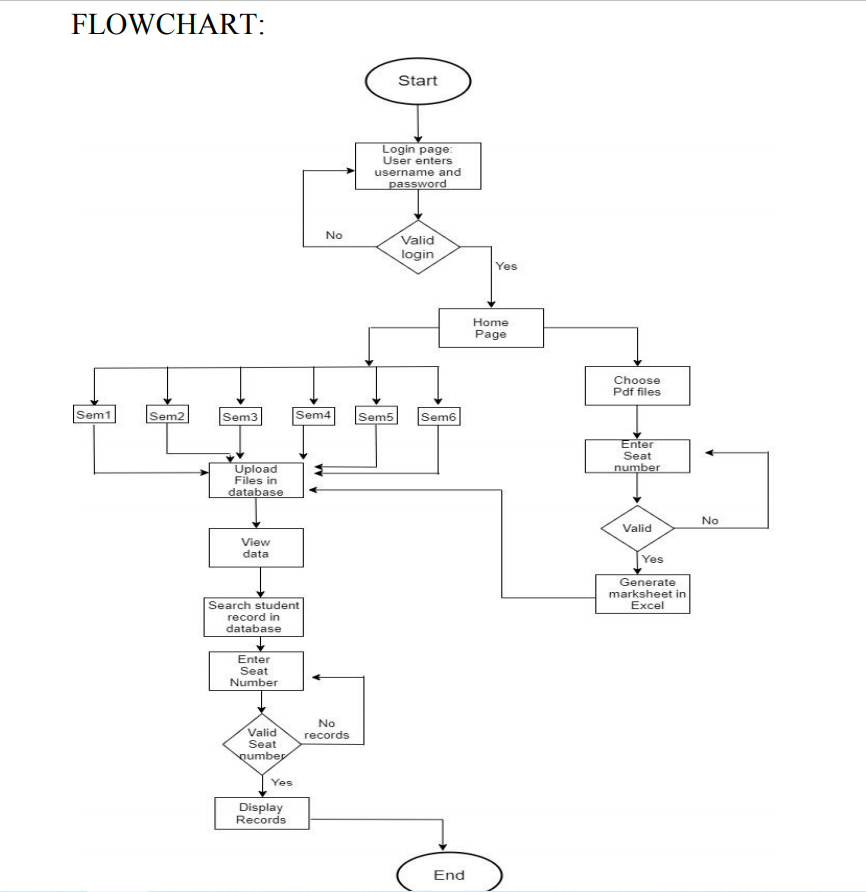 FLOWCHART:
Start
Login page:
User enters
username and
password
No
Valid
login
Yes
Home
Page
Choose
Pdf files
Sem1
Sem2
Sem3
Sem4
Sem5
Sem6
Enter
Seat
number
Upload
Files in
database
Valid
No
Yes
View
data
Generate
marksheet in
Excel
Search student
record in
database
Enter
Seat
Number
No
records
Valid
Seat
number
Yes
Display
Records
End